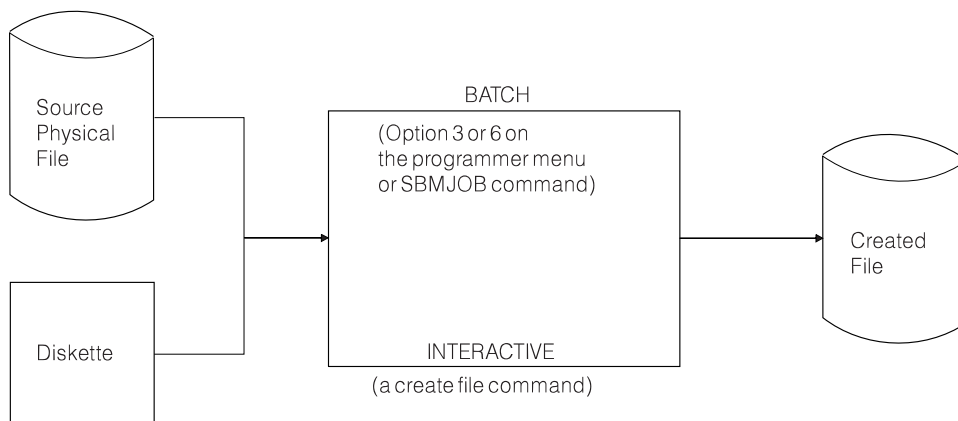 Source
Physical
File
Diskette
BATCH
(Option 3 or 6 on
the programmer menu
or SBMJOB command)
INTERACTIVE
(a create file command)
Created
File